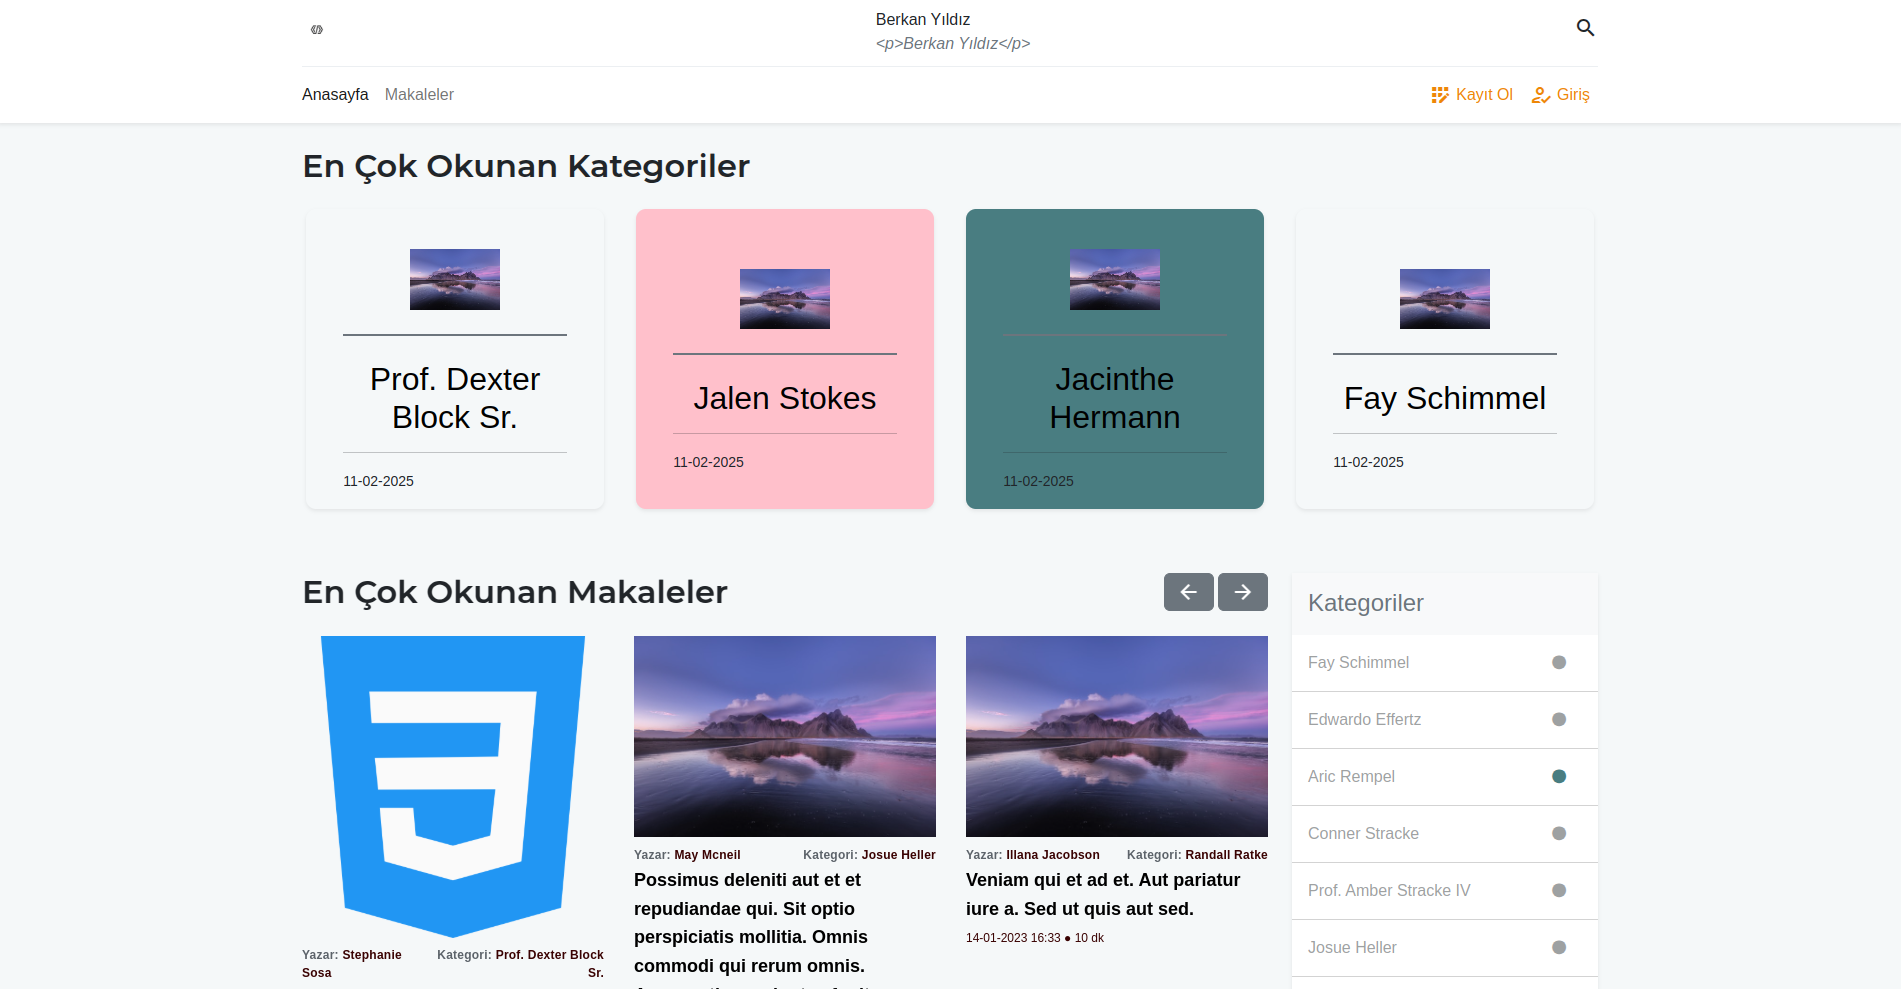 Berkan Yıldız
<p>Berkan Yıldız</p>
Anasayfa Makaleler
Kayıt Ol Giriş
En Çok Okunan Kategoriler
Prof. Dexter
Block Sr.
11-02-2025
Jalen Stokes
11-02-2025
Jacinthe
Hermann
11-02-2025
Fay Schimmel
11-02-2025
En Çok Okunan Makaleler
Yazar: Stephanie
Sosa
Kategori: Prof. Dexter Block
Sr.
Yazar: May Mcneil
Kategori: Josue Heller
Possimus deleniti aut et et
repudiandae qui. Sit optio
perspiciatis mollitia. Omnis
commodi qui rerum omnis.
Yazar: Illana Jacobson
Kategori: Randall Ratke
Veniam qui et ad et. Aut pariatur
iure a. Sed ut quis aut sed.
14-01-2023 16:33 ● 10 dk
Kategoriler
Fay Schimmel
Edwardo Effertz
Aric Rempel
Conner Stracke
Prof. Amber Stracke IV
Josue Heller